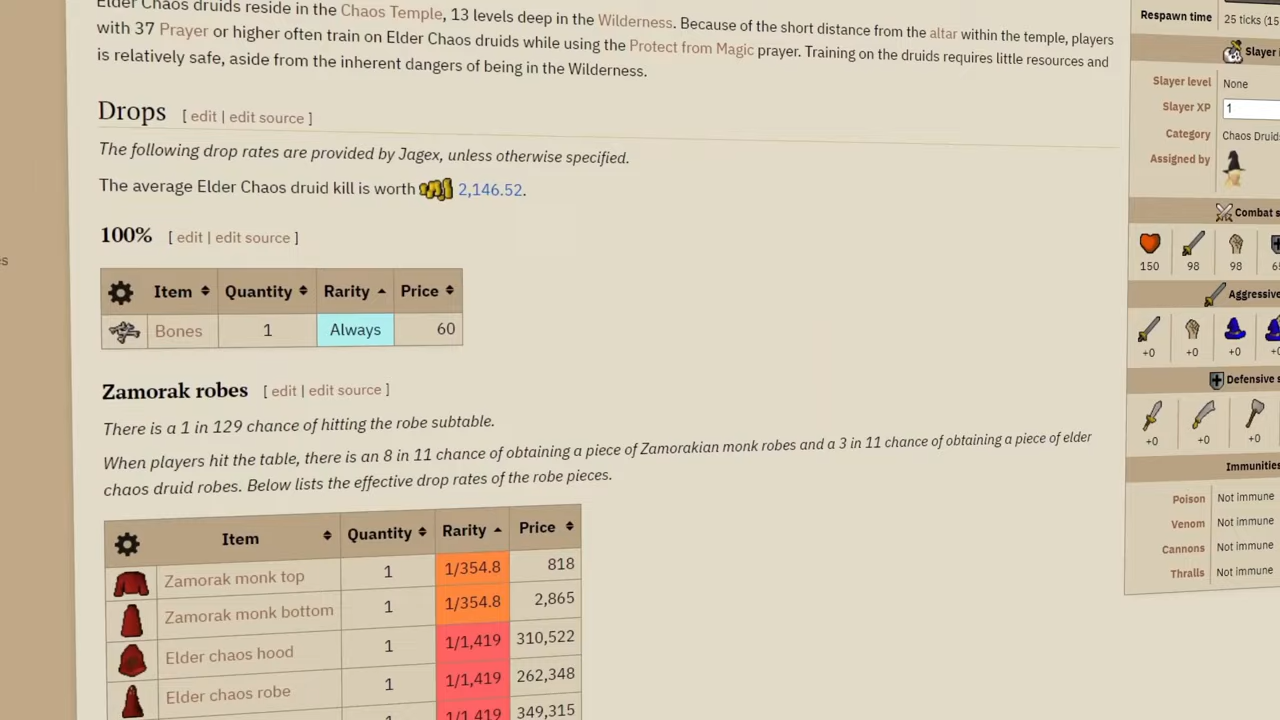 Elder Chaos druids reside in the Chaos Temple, 13 levels deep in the Wilderness. Because of the short distance from the altar within the temple, players
with 37 Prayer or higher often train on Elder Chaos druids while using the Protect from Magic prayer. Training on the druids requires little resources and
is relatively safe, aside from the inherent dangers of being in the Wilderness.
Drops [ edit | edit source ]
The following drop rates are provided by Jagex, unless otherwise specified.
The average Elder Chaos druid kill is worth 2,146.52.
100% [ edit | edit source ]
Item Quantity Rarity Price
Bones 1 Always 60
Zamorak robes [ edit | edit source ]
There is a 1 in 129 chance of hitting the robe subtable.
When players hit the table, there is an 8 in 11 chance of obtaining a piece of Zamorakian monk robes and a 3 in 11 chance of obtaining a piece of elder
chaos druid robes. Below lists the effective drop rates of the robe pieces.
Item Quantity Rarity Price
Zamorak monk top 1 1/354.8 818
Zamorak monk bottom 1 1/354.8 2,865
Elder chaos hood 1 1/1,419 310,522
Elder chaos robe 1 1/1,419 262,348
1/1,419 349,315
Respawn time 25 ticks (15
Slayer
Slayer level None
Slayer XP 1
Category Chaos Druid
Assigned by
Combat
150 98 98
Aggressive
+0 +0 +0
Defensive
+0 +0 +0
Immunities
Poison Not immune
Venom Not immune
Cannons Not immune
Thralls Not immune